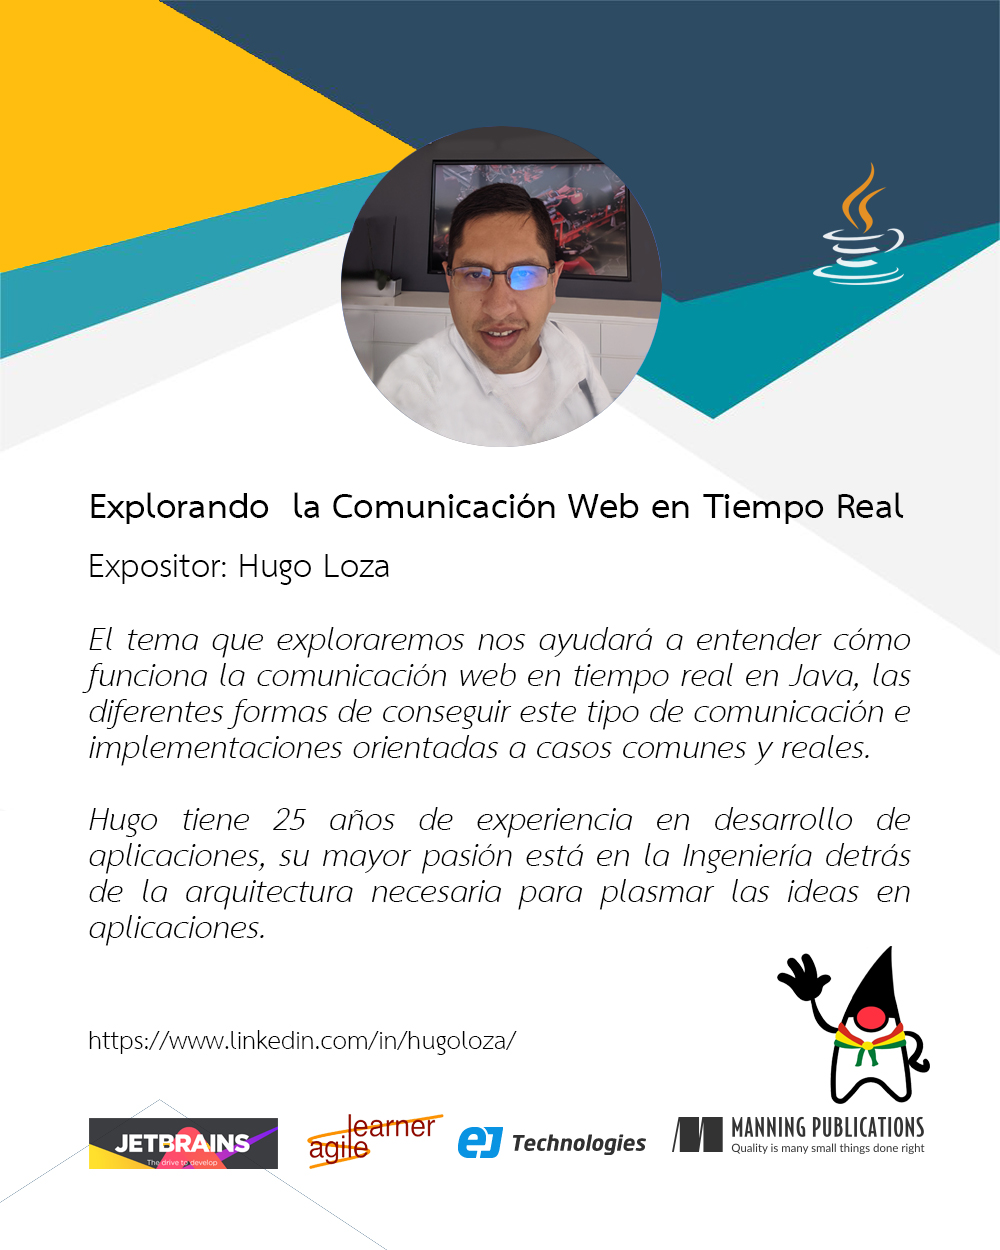 Explorando la Comunicación Web en Tiempo Real
Expositor: Hugo Loza
El tema que exploraremos nos ayudará a entender cómo
funciona la comunicación web en tiempo real en Java, las
diferentes formas de conseguir este tipo de comunicación e
implementaciones orientadas a casos comunes y reales.
Hugo tiene 25 años de experiencia en desarrollo de
aplicaciones, su mayor pasión está en la Ingeniería detrás
de la arquitectura necesaria para plasmar las ideas en
aplicaciones.
https://www.linkedin.com/in/hugoloza/
JETBRAINS
The drive to develop
agile
learner
ej Technologies
MANNING PUBLICATIONS
Quality is many small things done right